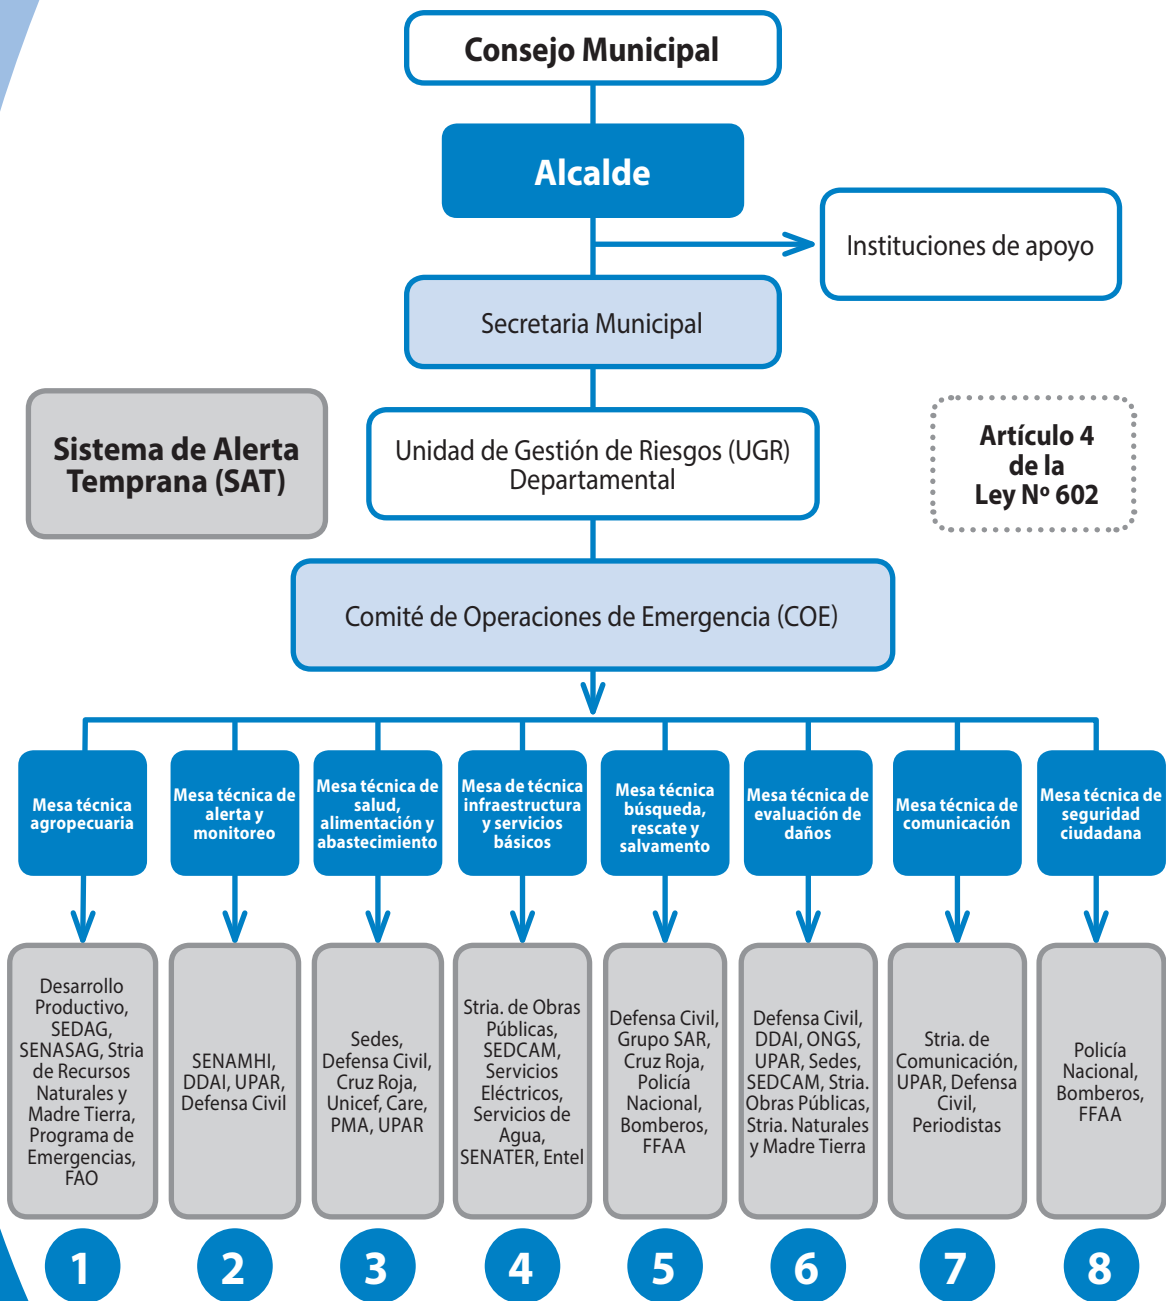 Consejo Municipal
Alcalde
Instituciones de apoyo
Secretaria Municipal
Sistema de Alerta
Temprana (SAT)
Unidad de Gestión de Riesgos (UGR)
Departamental
Artículo 4
de la
Ley Nº 602
Comité de Operaciones de Emergencia (COE)
Mesa técnica
agropecuaria
Mesa técnica de
alerta y
monitoreo
Mesa técnica de
salud,
alimentación y
abastecimiento
Mesa de técnica
infraestructura
y servicios
básicos
Mesa técnica
búsqueda,
rescate y
salvamento
Mesa técnica de
evaluación de
daños
Mesa técnica de
comunicación
Mesa técnica de
seguridad
ciudadana
Desarrollo
Productivo,
SEDAG,
SENASAG, Stria
de Recursos
Naturales y
Madre Tierra,
Programa de
Emergencias,
FAO
SENAMHI,
DDAI, UPAR,
Defensa Civil
Sedes,
Defensa Civil,
Cruz Roja,
Unicef, Care,
PMA, UPAR
Stria. de Obras
Públicas,
SEDCAM,
Servicios
Eléctricos,
Servicios de
Agua,
SENATER, Entel
Defensa Civil,
Grupo SAR,
Cruz Roja,
Policía
Nacional,
Bomberos,
FFAA
Defensa Civil,
DDAI, ONGS,
UPAR, Sedes,
SEDCAM, Stria.
Obras Públicas,
Stria. Naturales
y Madre Tierra
Stria. de
Comunicación,
UPAR, Defensa
Civil,
Periodistas
Policía
Nacional,
Bomberos,
FFAA
1
2
3
4
5
6
7
8